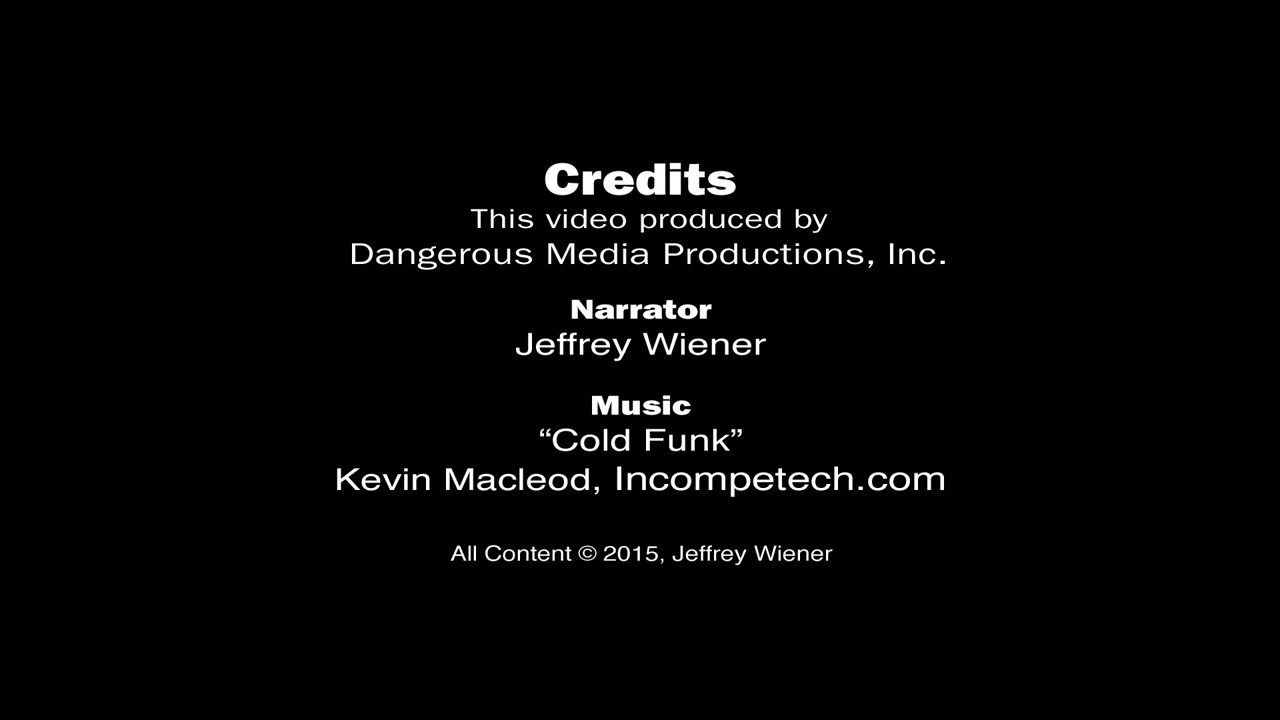 Credits
This video produced by
Dangerous Media Productions, Inc.
Narrator
Jeffrey Wiener
Music
“Cold Funk”
Kevin Macleod, Incompetech.com
All Content © 2015, Jeffrey Wiener